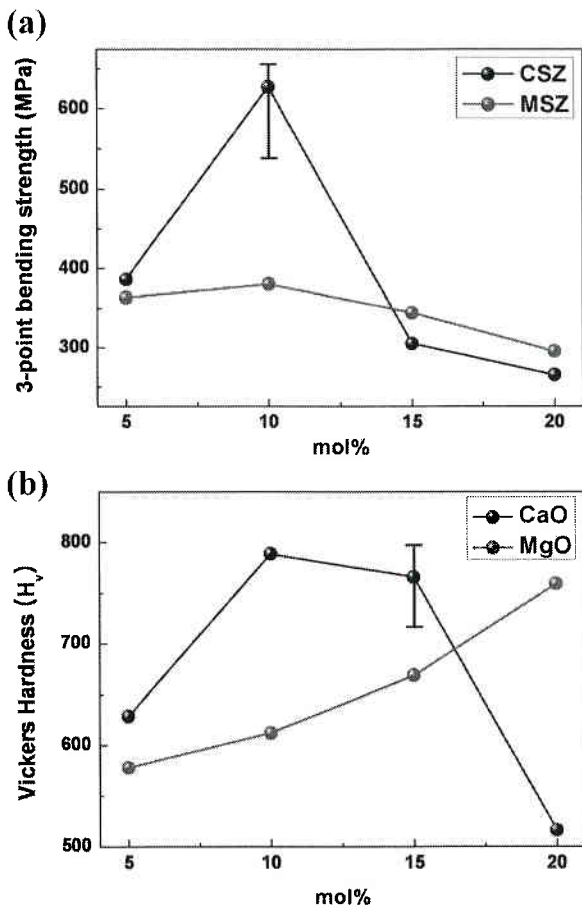 (a)
3-point bending strength (MPa)
600
500
400
300
CSZ
MSZ
5 10 15 20
mol%
(b)
Vickers Hardness (Hv)
800
700
600
500
CaO
MgO
5 10 15 20
mol%